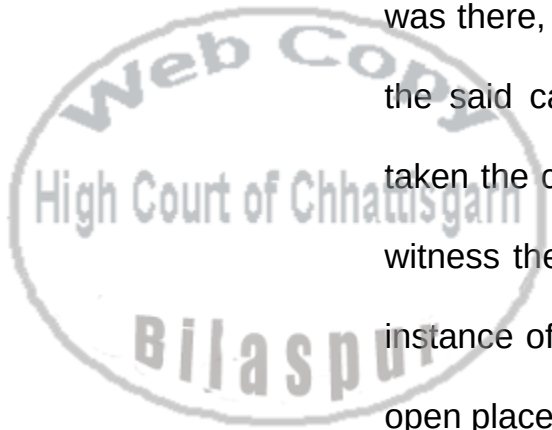 was there,
the said ca
taken the o
witness the
instance of
open place
Web Copy
High Court of Chhattisgarh
Bilaspur